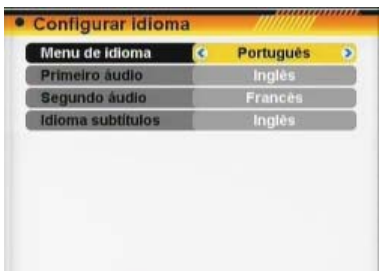 Configurar idioma
Menu de idioma Português
Primeiro áudio Inglês
Segundo áudio Francês
Idioma subtítulos Inglês